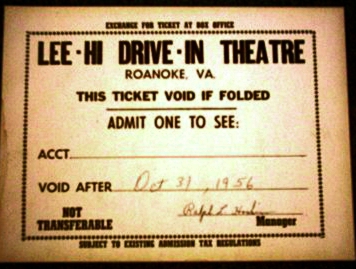 EXCHANGE FOR TICKET AT BOX OFFICE
LEE-HI DRIVE-IN THEATRE
ROANOKE, VA.
THIS TICKET VOID IF FOLDED
ADMIT ONE TO SEE:
ACCT.
VOID AFTER Oct 31, 1956
Ralph L.
NOT TRANSFERABLE
Manager
SUBJECT TO EXISTING ADMISSION TAX REGULATIONS